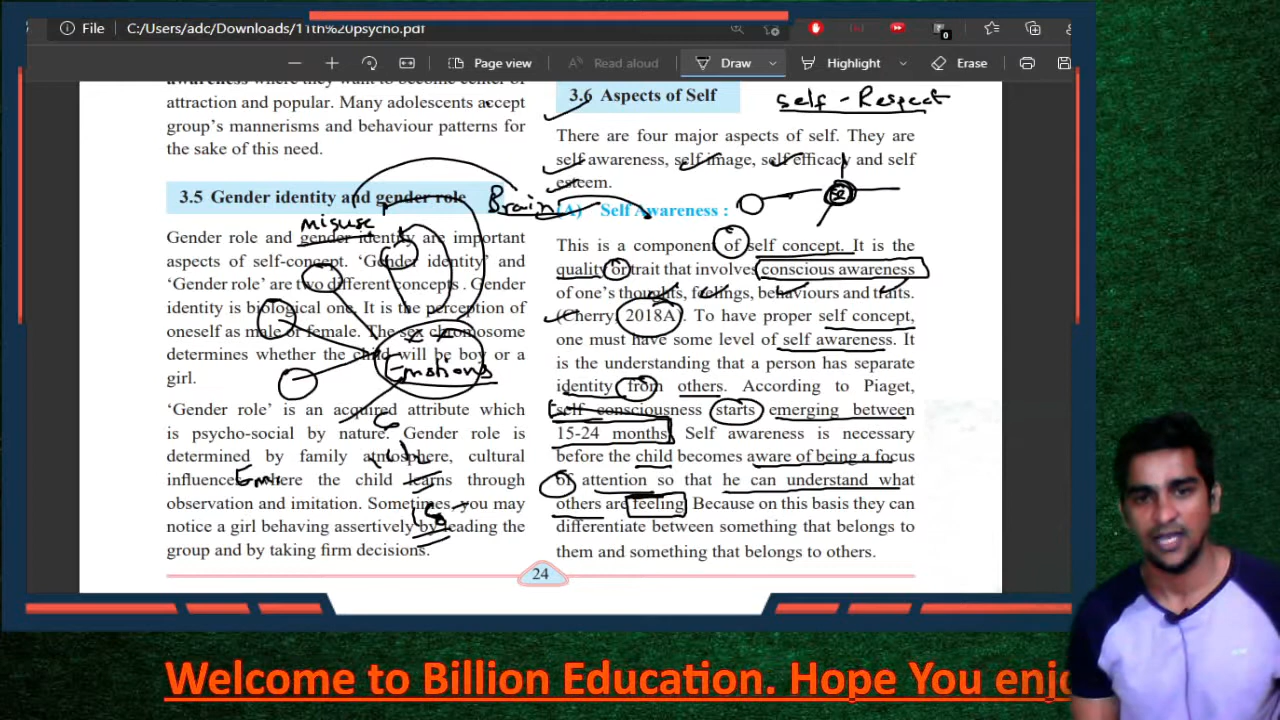 File
C:/Users/adc/Downloads/11th%20psycho.pdf
Page view
Read aloud
Draw
Highlight
Erase
attraction and popular. Many adolescents accept
group's mannerisms and behaviour patterns for
the sake of this need.
3.5 Gender identity and gender role
Brain
misuse
Gender role and gender identity are important
aspects of self-concept. 'Gender identity' and
'Gender role' are two different concepts . Gender
identity is biological one. It is the perception of
oneself as male or female. The sex chromosome
determines whether the child will be boy or a
girl.
Emotions
'Gender role' is an acquired attribute which
is psycho-social by nature. Gender role is
determined by family atmosphere, cultural
influences where the child learns through
observation and imitation. Sometimes you may
notice a girl behaving assertively by leading the
group and by taking firm decisions.
3.6 Aspects of Self
self - Respect
There are four major aspects of self. They are
self awareness, self image, self efficacy and self
esteem.
(A) Self Awareness :
This is a component of self concept. It is the
quality or trait that involves conscious awareness
of one's thoughts, feelings, behaviours and traits.
(Cherry, 2018A). To have proper self concept,
one must have some level of self awareness. It
is the understanding that a person has separate
identity from others. According to Piaget,
self consciousness starts emerging between
15-24 months. Self awareness is necessary
before the child becomes aware of being a focus
of attention so that he can understand what
others are feeling. Because on this basis they can
differentiate between something that belongs to
them and something that belongs to others.
24
Welcome to Billion Education. Hope You